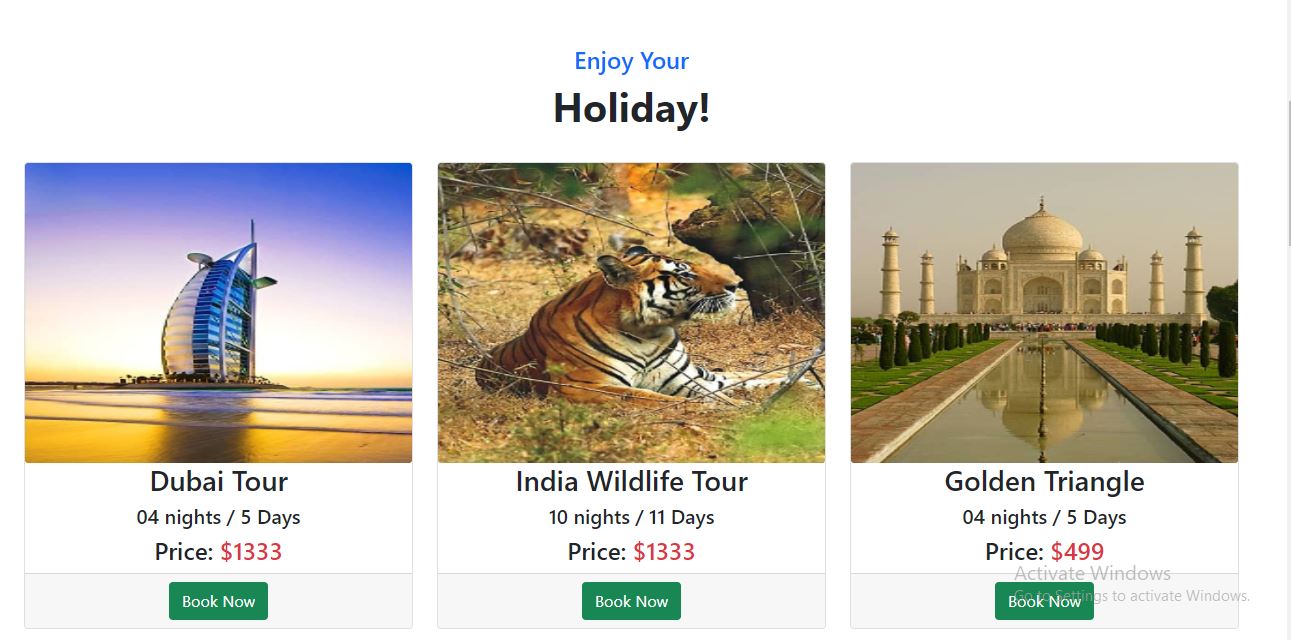 Enjoy Your
Holiday!
Dubai Tour
04 nights / 5 Days
Price: $1333
Book Now
India Wildlife Tour
10 nights / 11 Days
Price: $1333
Book Now
Golden Triangle
04 nights / 5 Days
Price: $499
Book Now
Activate Windows
Go to Settings to activate Windows.